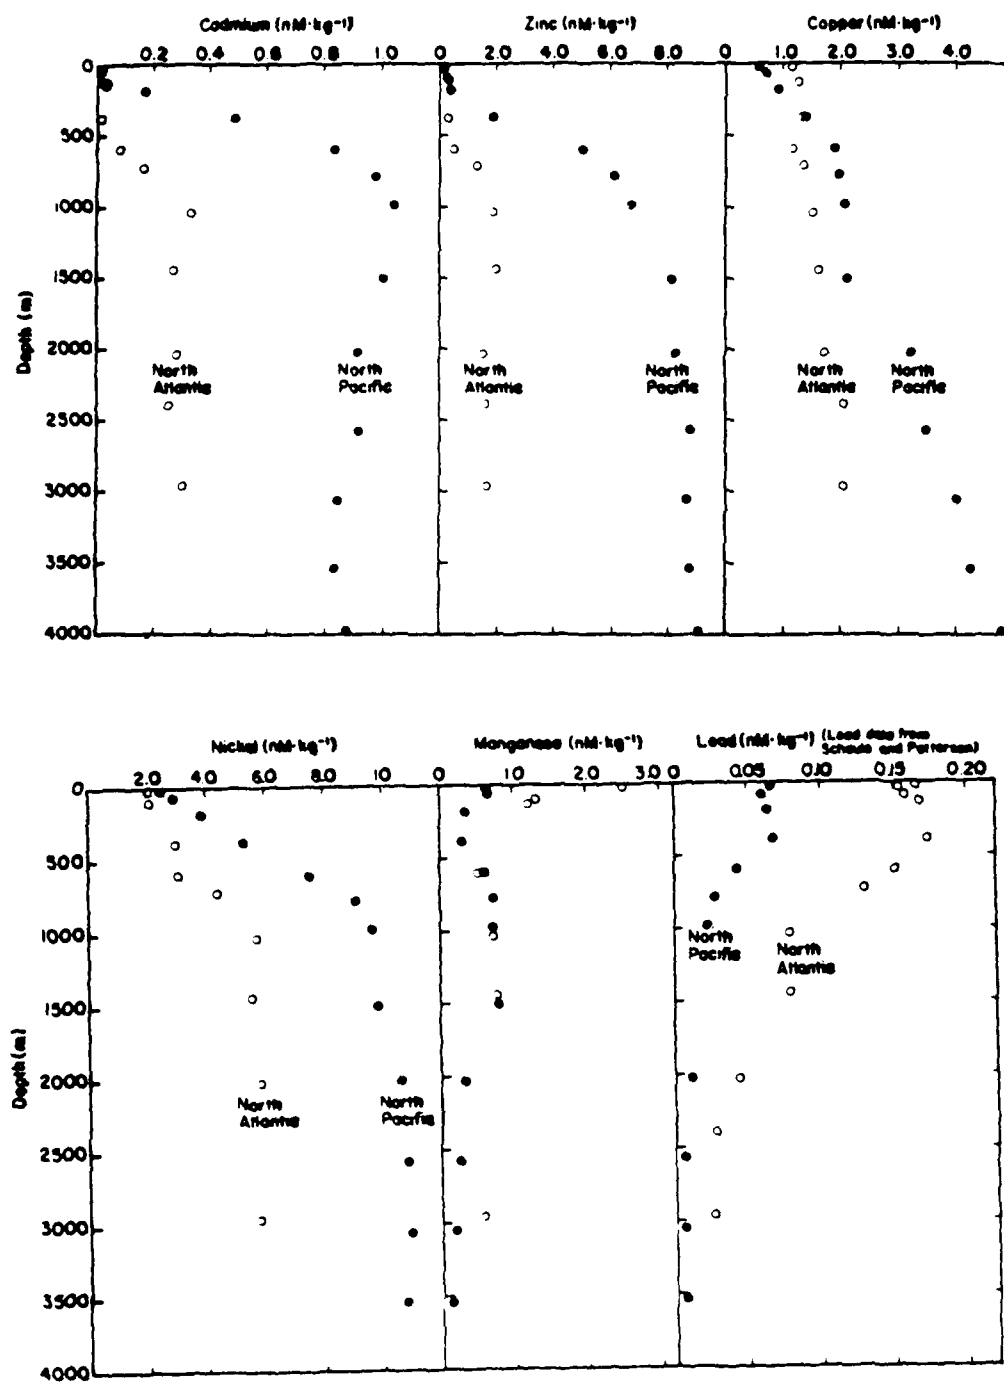 Cadmium (nM·kg⁻¹) Zinc (nM·kg⁻¹) Copper (nM·kg⁻¹)
0.2 0.4 0.6 0.8 1.0 0 2.0 4.0 6.0 8.0 0 1.0 2.0 3.0 4.0
0
500
1000
1500
2000
North Atlantic
North Pacific
North Atlantic
North Pacific
North Atlantic
North Pacific
2500
3000
3500
4000
Depth (m)
Nickel (nM·kg⁻¹) Manganese (nM·kg⁻¹) Lead (nM·kg⁻¹) (Lead data from
Schaule and Patterson)
2.0 4.0 6.0 8.0 10 0 1.0 2.0 3.0 0 0.05 0.10 0.15 0.20
0
500
1000
North Pacific
North Atlantic
1500
2000
North Atlantic
North Pacific
2500
3000
3500
4000
Depth (m)